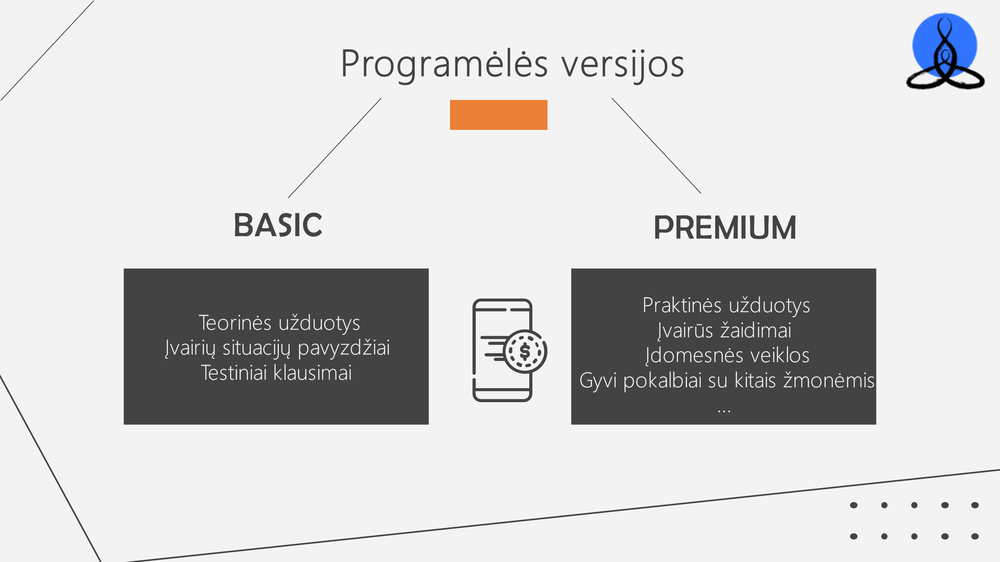 Programėlės versijos
BASIC
Teorinės užduotys
Įvairių situacijų pavyzdžiai
Testiniai klausimai
PREMIUM
Praktinės užduotys
Įvairūs žaidimai
Įdomesnės veiklos
Gyvi pokalbiai su kitais žmonėmis
...
$